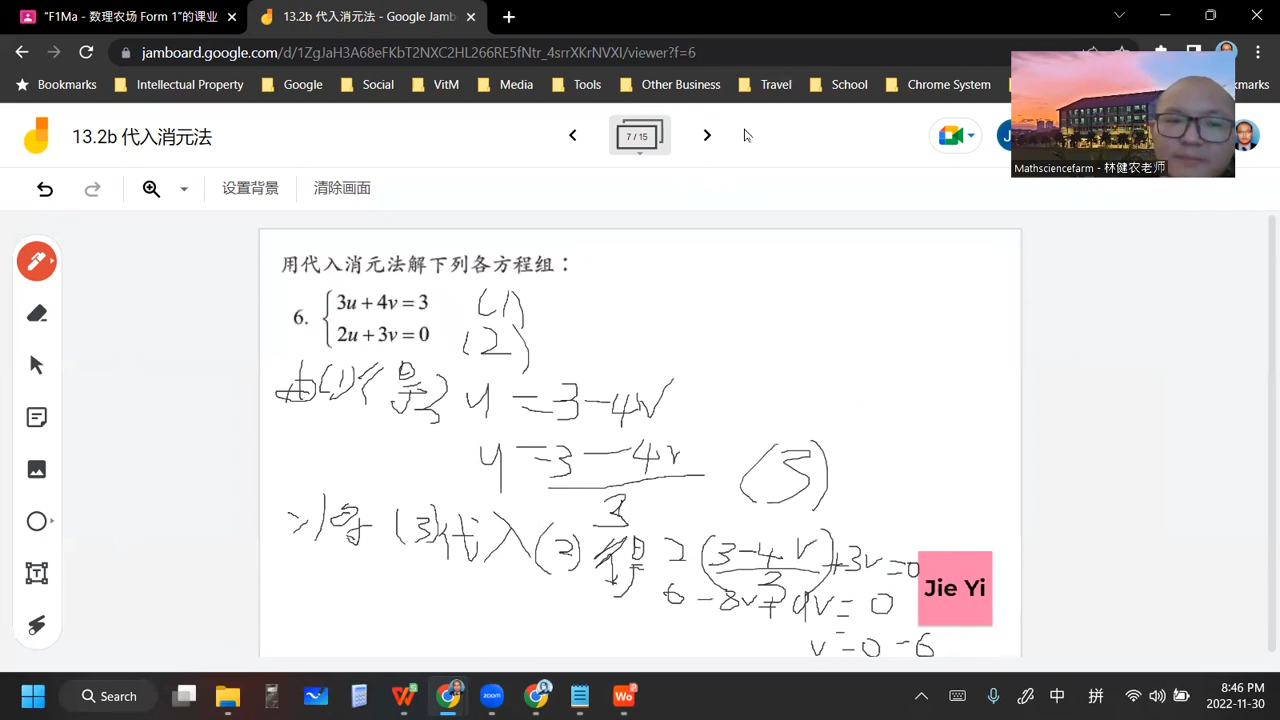 "F1Ma - 数理农场 Form 1"的课业
13.2b 代入消元法 - Google Jamb
jamboard.google.com/d/1ZgJaH3A68eFKbT2NXC2HL266RE5fNtr_4srrXKrNVXI/viewer?f=6
Bookmarks Intellectual Property Google Social VitM Media Tools Other Business Travel School Chrome System Bookmarks
13.2b 代入消元法
7 / 15
Mathsciencefarm - 林健农老师
设置背景 清除画面
用代入消元法解下列各方程组：
6. 3u + 4v = 3 (1)
2u + 3v = 0 (2)
由(1)得 3u = 3-4v
u = 3-4v/3 (3)
将(3)代入(2)得 2(3-4v/3)+3v=0
6-8v+9v=0
v=0-6
Jie Yi
Search
中 拼
8:46 PM
2022-11-30